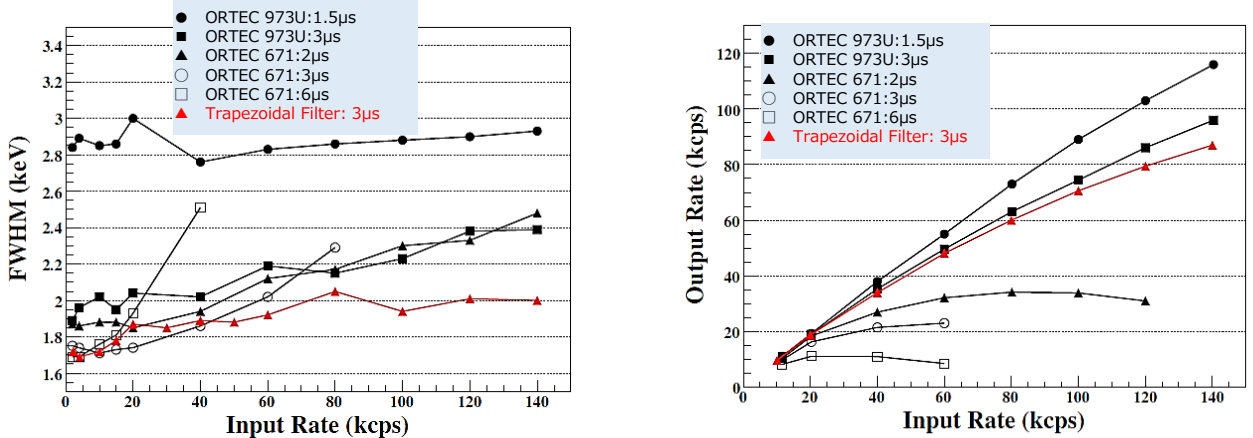 ORTEC 973U:1.5μs
ORTEC 973U:3μs
ORTEC 671:2μs
ORTEC 671:3μs
ORTEC 671:6μs
Trapezoidal Filter: 3μs
3.4
3.2
3
2.8
2.6
2.4
2.2
2
1.8
1.6
FWHM (keV)
0 20 40 60 80 100 120 140
Input Rate (kcps)
ORTEC 973U:1.5μs
ORTEC 973U:3μs
ORTEC 671:2μs
ORTEC 671:3μs
ORTEC 671:6μs
Trapezoidal Filter: 3μs
120
100
80
60
40
20
0
Output Rate (kcps)
0 20 40 60 80 100 120 140
Input Rate (kcps)